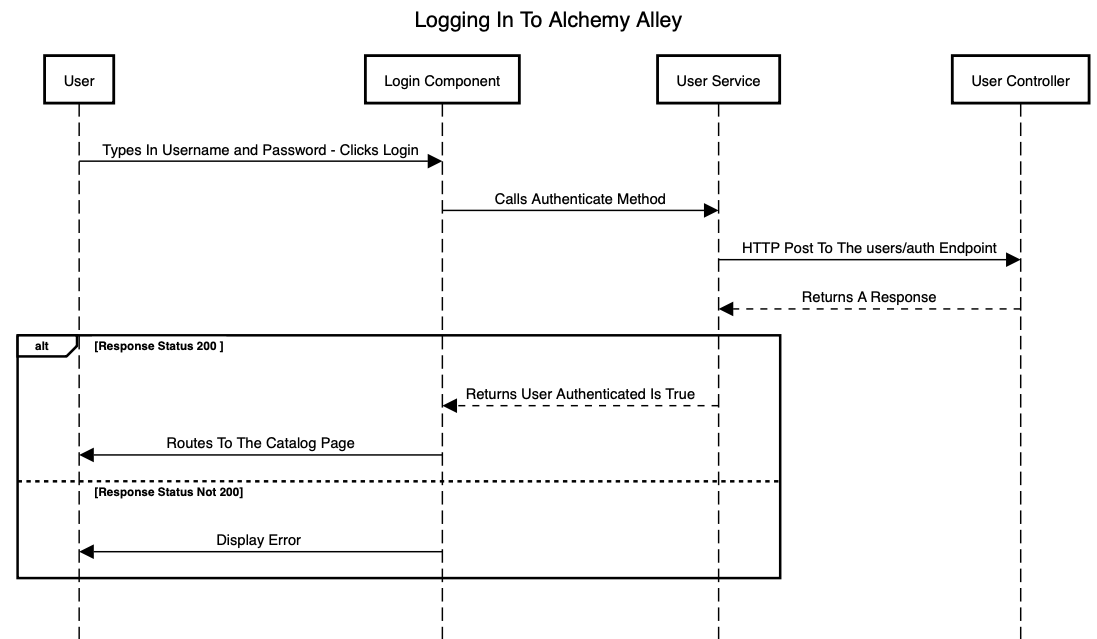 Logging In To Alchemy Alley
User
Login Component
User Service
User Controller
Types In Username and Password - Clicks Login
Calls Authenticate Method
HTTP Post To The users/auth Endpoint
Returns A Response
alt
[Response Status 200 ]
Returns User Authenticated Is True
Routes To The Catalog Page
[Response Status Not 200]
Display Error